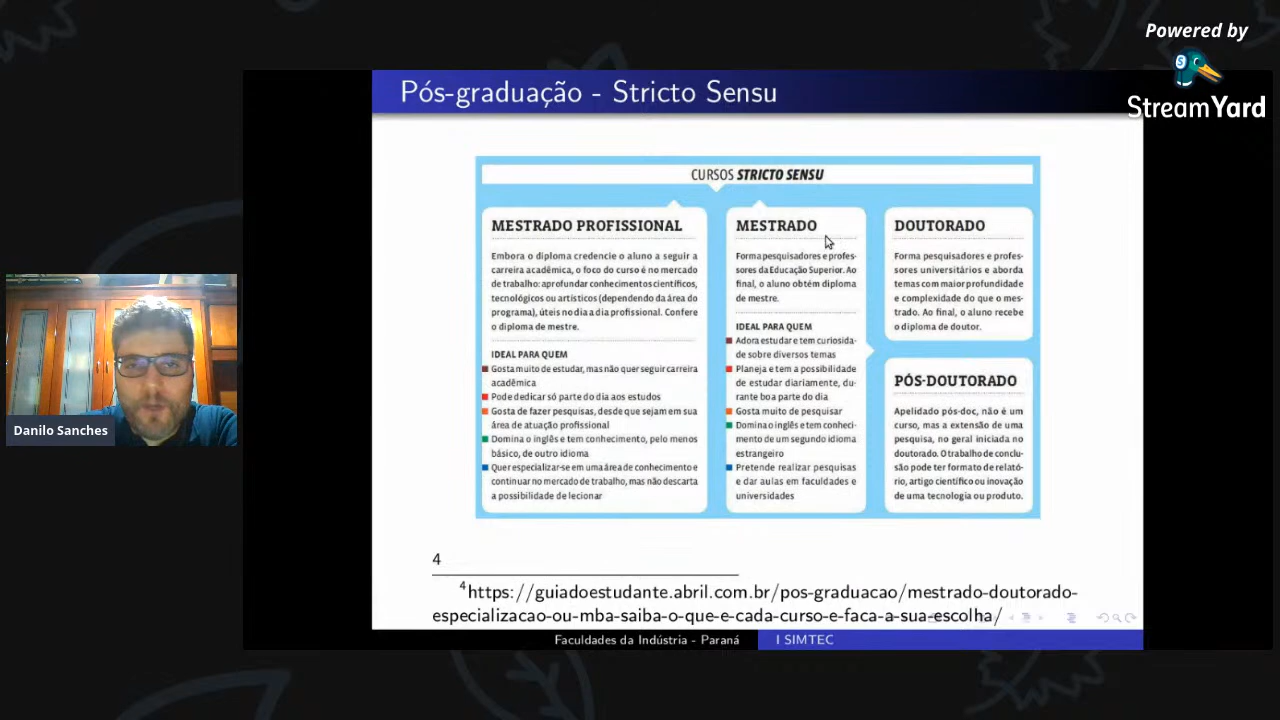 Powered by
StreamYard
Pós-graduação - Stricto Sensu
CURSOS STRICTO SENSU
MESTRADO PROFISSIONAL
Embora o diploma credencie o aluno a seguir a
carreira acadêmica, o foco do curso é no mercado
de trabalho: aprofundar conhecimentos científicos,
tecnológicos ou artísticos (dependendo da área do
programa), úteis no dia a dia profissional. Confere
o diploma de mestre.
IDEAL PARA QUEM
Gosta muito de estudar, mas não quer seguir carreira
acadêmica
Pode dedicar só parte do dia aos estudos
Gosta de fazer pesquisas, desde que sejam em sua
área de atuação profissional
Domina o inglês e tem conhecimento, pelo menos
básico, de outro idioma
Quer especializar-se em uma área de conhecimento e
continuar no mercado de trabalho, mas não descarta
a possibilidade de lecionar
MESTRADO
Forma pesquisadores e profes-
sores da Educação Superior. Ao
final, o aluno obtém diploma
de mestre.
IDEAL PARA QUEM
Adora estudar e tem curiosida-
de sobre diversos temas
Planeja e tem a possibilidade
de estudar diariamente, du-
rante boa parte do dia
Gosta muito de pesquisar
Domina o inglês e tem conheci-
mento de um segundo idioma
estrangeiro
Pretende realizar pesquisas
e dar aulas em faculdades e
universidades
DOUTORADO
Forma pesquisadores e profes-
sores universitários e aborda
temas com maior profundidade
e complexidade do que o mes-
trado. Ao final, o aluno recebe
o diploma de doutor.
PÓS-DOUTORADO
Apelidado pós-doc, não é um
curso, mas a extensão de uma
pesquisa, no geral iniciada no
doutorado. O trabalho de conclu-
são pode ter formato de relató-
rio, artigo científico ou inovação
de uma tecnologia ou produto.
Danilo Sanches
4
4https://guiadoestudante.abril.com.br/pos-graduacao/mestrado-doutorado-
especializacao-ou-mba-saiba-o-que-e-cada-curso-e-faca-a-sua-escolha/
Faculdades da Indústria - Paraná
I SIMTEC